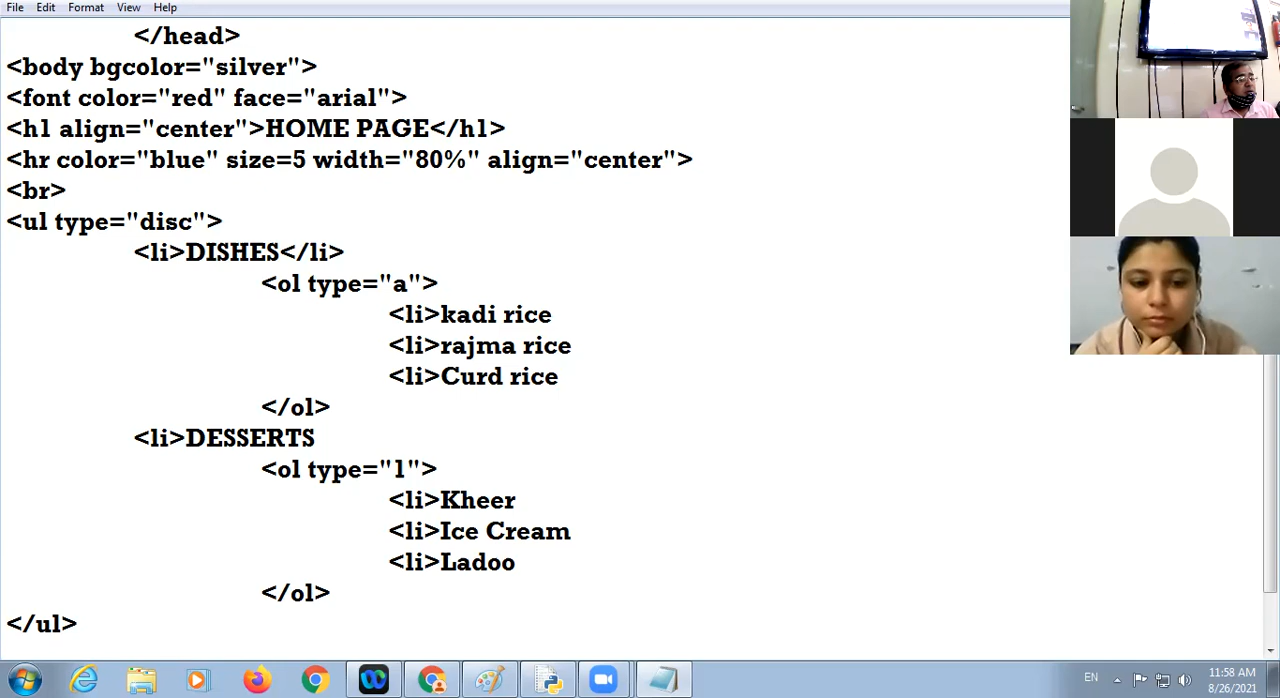 File Edit Format View Help
</head>
<body bgcolor="silver">
<font color="red" face="arial">
<h1 align="center">HOME PAGE</h1>
<hr color="blue" size=5 width="80%" align="center">
<br>
<ul type="disc">
<li>DISHES</li>
<ol type="a">
<li>kadi rice
<li>rajma rice
<li>Curd rice
</ol>
<li>DESSERTS
<ol type="1">
<li>Kheer
<li>Ice Cream
<li>Ladoo
</ol>
</ul>
EN
11:58 AM
8/26/2021